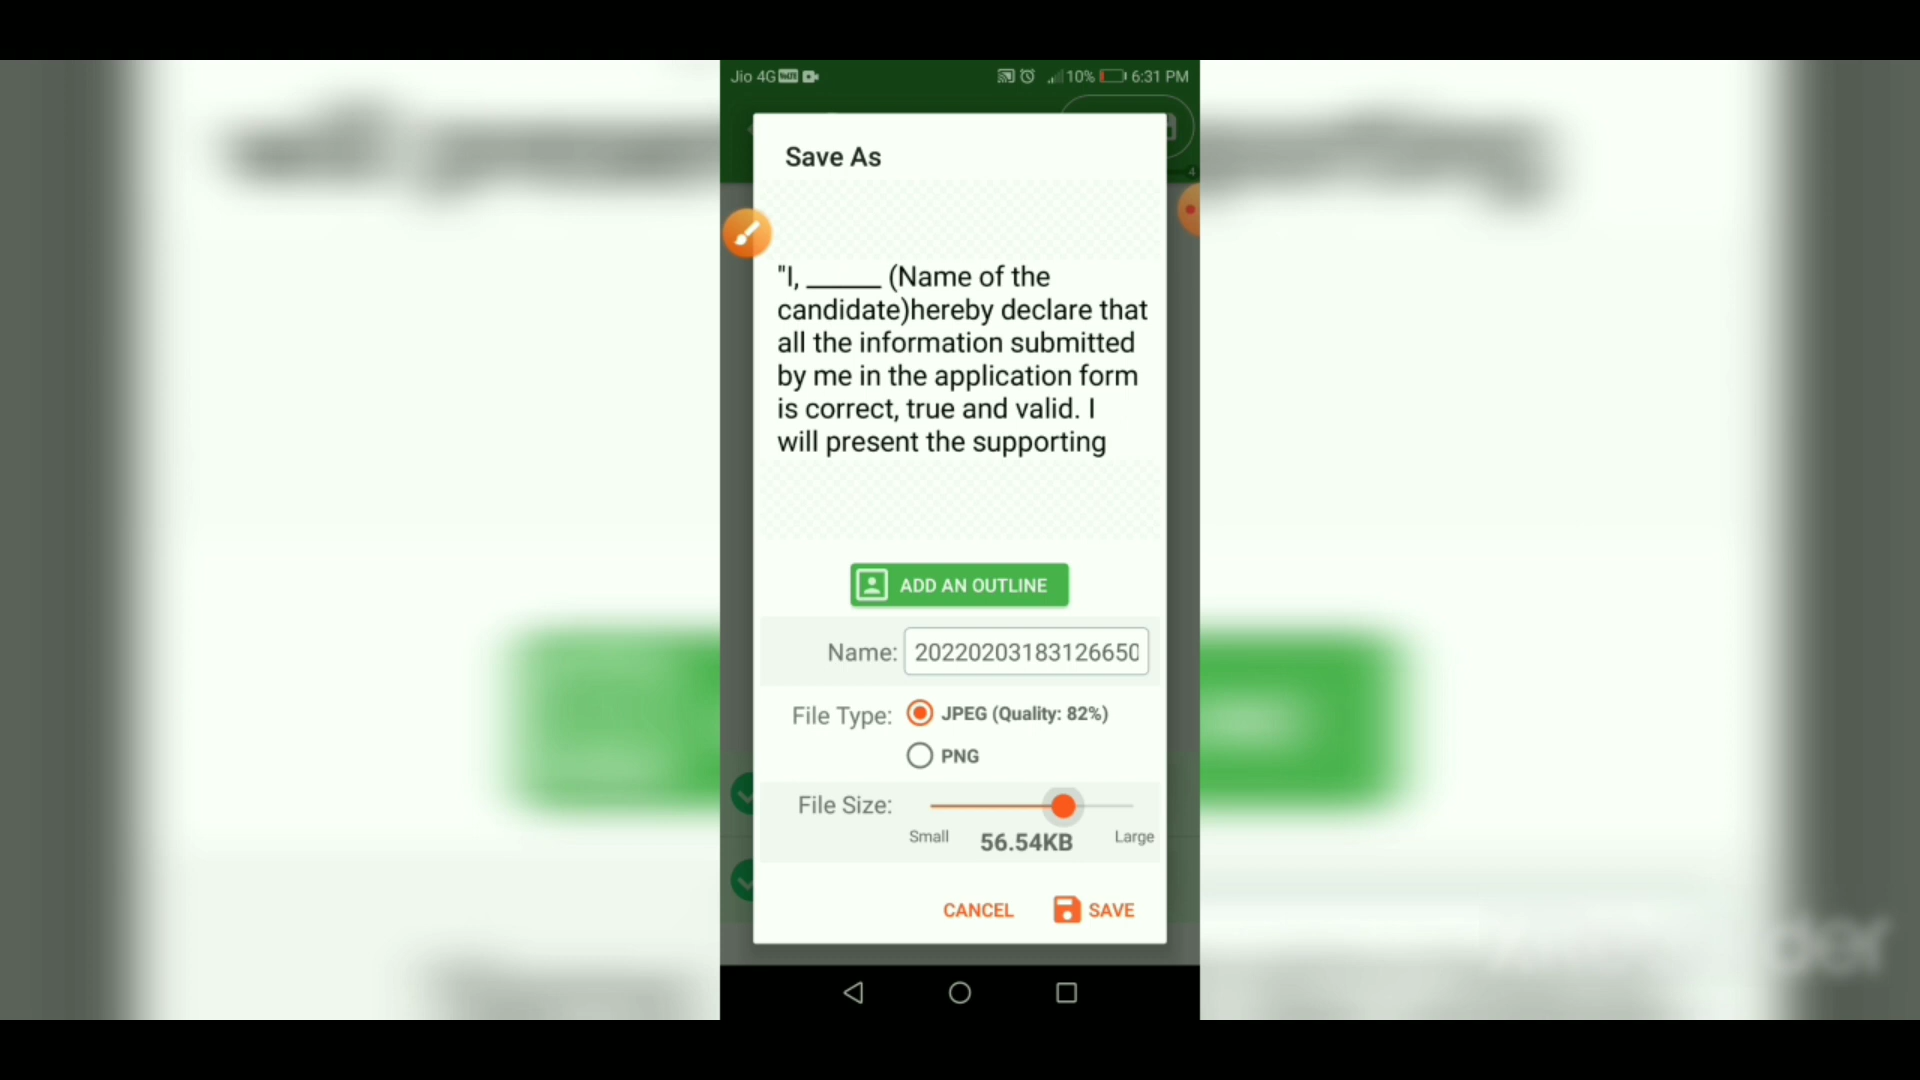 Jio 4G VoLTE 10% 6:31 PM
4
Save As
"I, ______ (Name of the
candidate)hereby declare that
all the information submitted
by me in the application form
is correct, true and valid. I
will present the supporting
ADD AN OUTLINE
Name: 20220203183126650
File Type: JPEG (Quality: 82%)
PNG
File Size:
Small 56.54KB Large
CANCEL SAVE